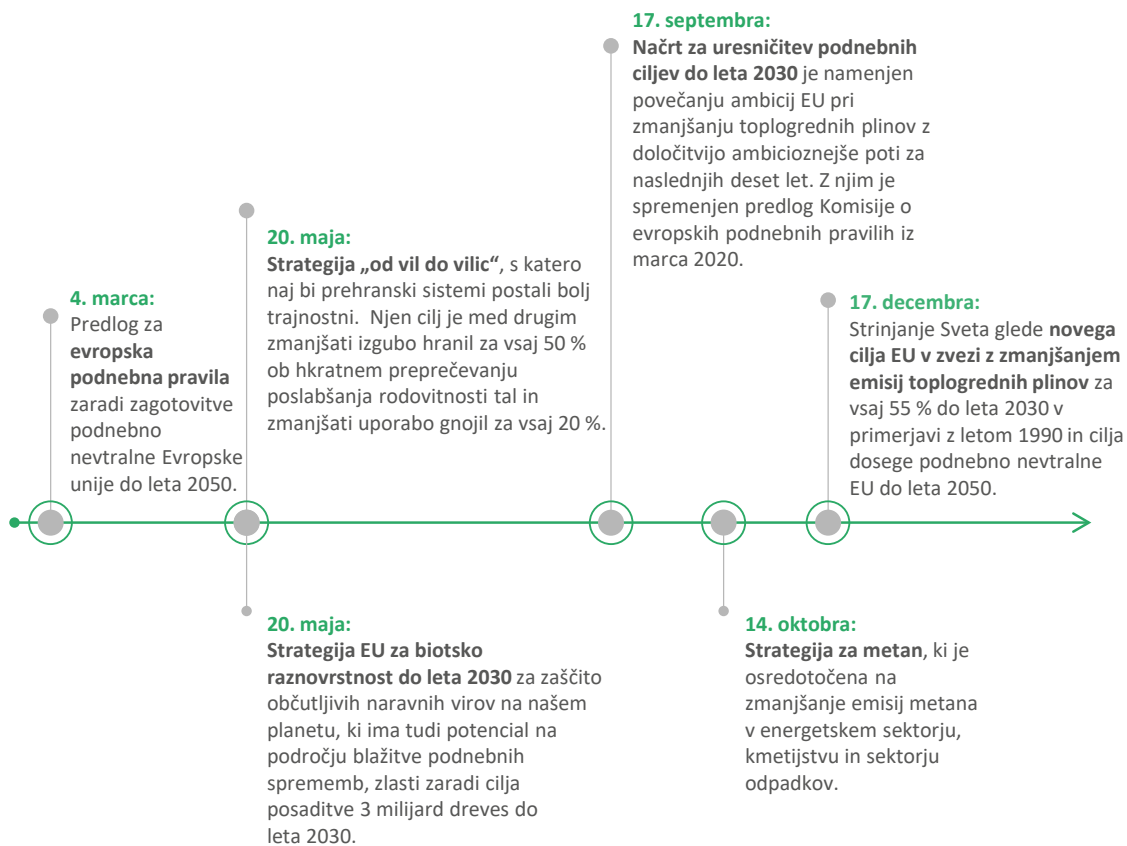 4. marca:
Predlog za
evropska
podnebna pravila
zaradi zagotovitve
podnebno
nevtralne Evropske
unije do leta 2050.
20. maja:
Strategija „od vil do vilic“, s katero
naj bi prehranski sistemi postali bolj
trajnostni. Njen cilj je med drugim
zmanjšati izgubo hranil za vsaj 50 %
ob hkratnem preprečevanju
poslabšanja rodovitnosti tal in
zmanjšati uporabo gnojil za vsaj 20 %.
20. maja:
Strategija EU za biotsko
raznovrstnost do leta 2030 za zaščito
občutljivih naravnih virov na našem
planetu, ki ima tudi potencial na
področju blažitve podnebnih
sprememb, zlasti zaradi cilja
posaditve 3 milijard dreves do
leta 2030.
17. septembra:
Načrt za uresničitev podnebnih
ciljev do leta 2030 je namenjen
povečanju ambicij EU pri
zmanjšanju toplogrednih plinov z
določitvijo ambicioznejše poti za
naslednjih deset let. Z njim je
spremenjen predlog Komisije o
evropskih podnebnih pravilih iz
marca 2020.
14. oktobra:
Strategija za metan, ki je
osredotočena na
zmanjšanje emisij metana
v energetskem sektorju,
kmetijstvu in sektorju
odpadkov.
17. decembra:
Strinjanje Sveta glede novega
cilja EU v zvezi z zmanjšanjem
emisij toplogrednih plinov za
vsaj 55 % do leta 2030 v
primerjavi z letom 1990 in cilja
dosege podnebno nevtralne
EU do leta 2050.